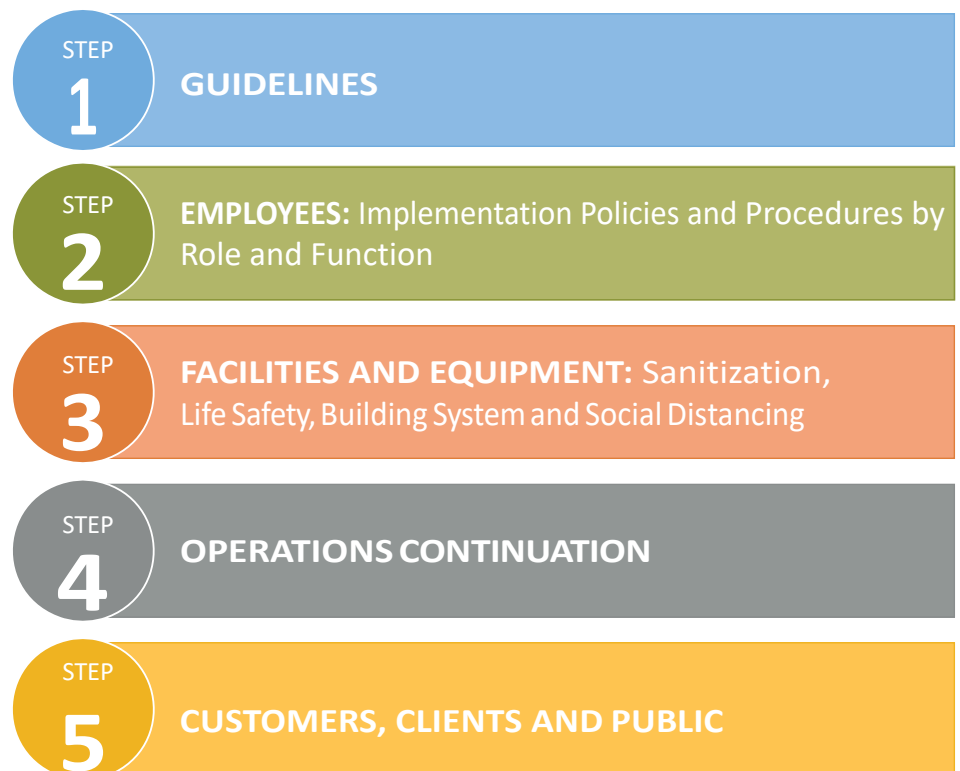 STEP
1
GUIDELINES
STEP
2
EMPLOYEES: Implementation Policies and Procedures by
Role and Function
STEP
3
FACILITIES AND EQUIPMENT: Sanitization,
Life Safety, Building System and Social Distancing
STEP
4
OPERATIONS CONTINUATION
STEP
5
CUSTOMERS, CLIENTS AND PUBLIC